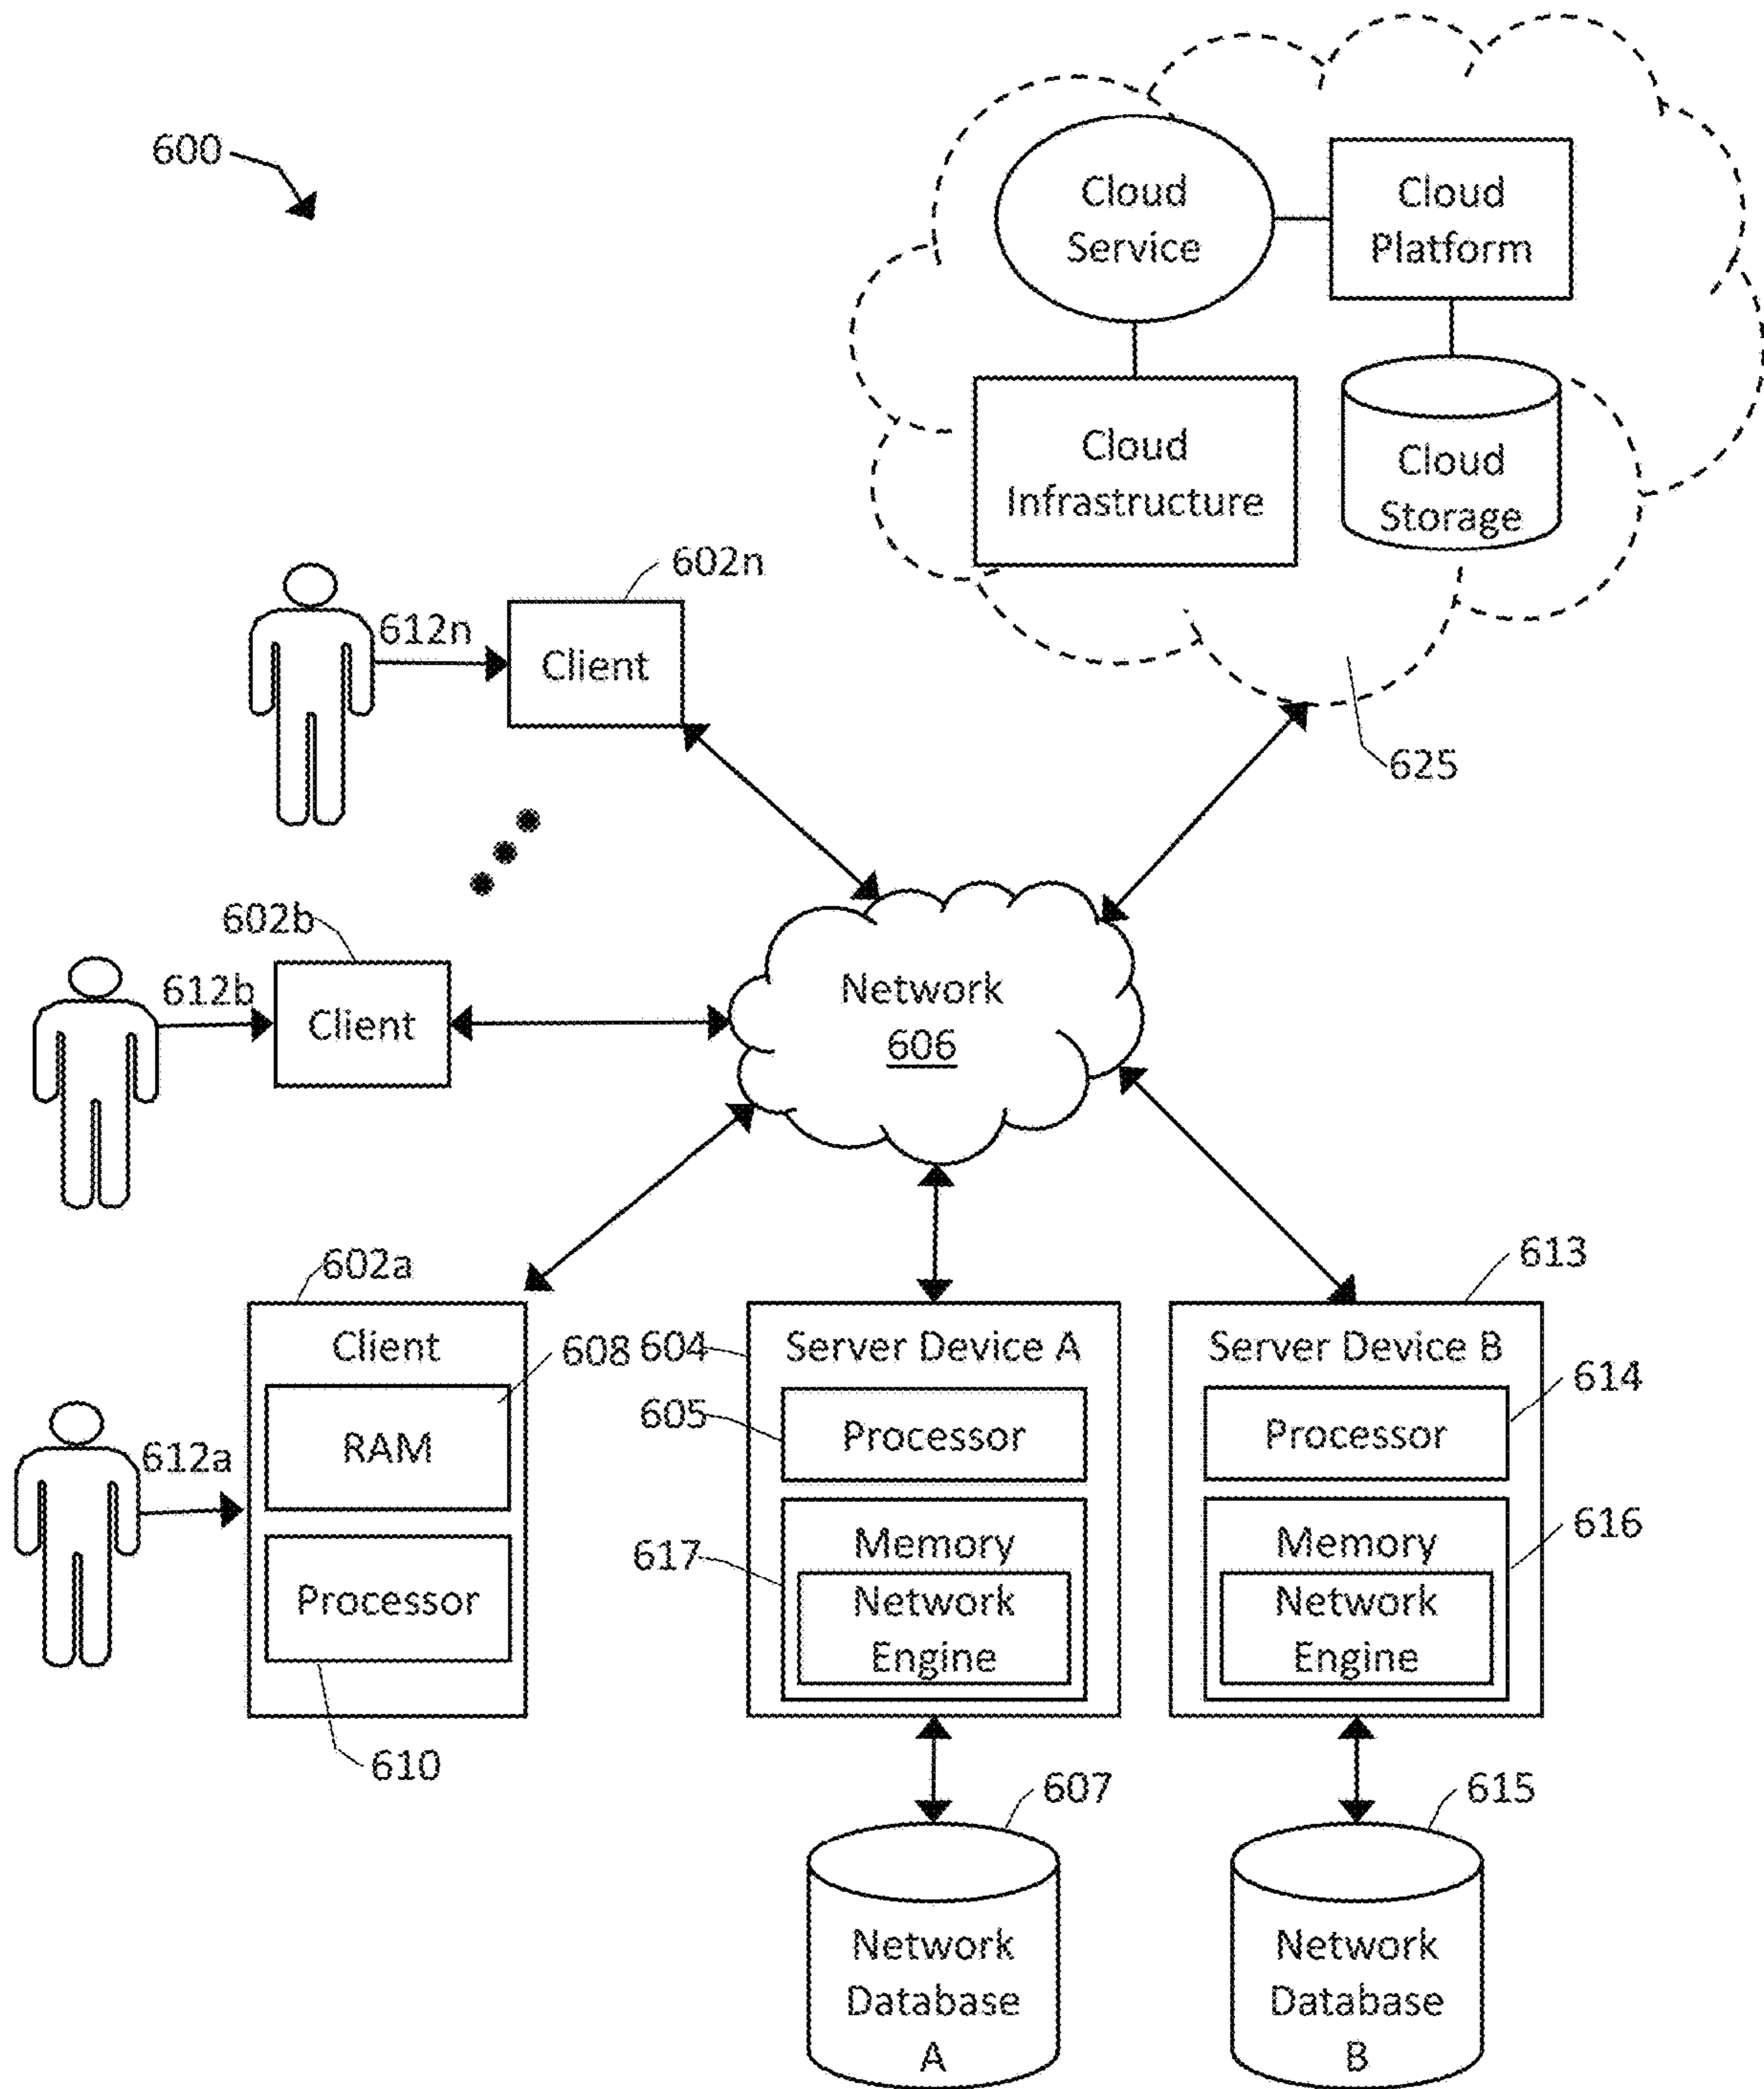 600
Cloud
Service
Cloud
Platform
Cloud
Infrastructure
Cloud
Storage
625
602n
612n
Client
602b
612b
Client
Network
606
602a
612a
Client
608
RAM
Processor
610
604
Server Device A
605
Processor
617
Memory
Network
Engine
613
Server Device B
614
Processor
616
Memory
Network
Engine
607
Network
Database
A
615
Network
Database
B